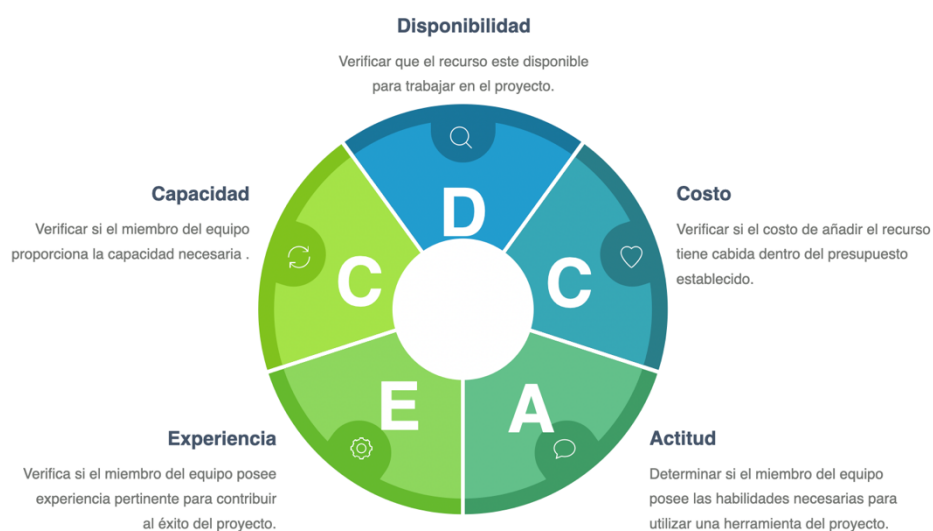 Disponibilidad
Verificar que el recurso este disponible
para trabajar en el proyecto.
D
Costo
Verificar si el costo de añadir el recurso
tiene cabida dentro del presupuesto
establecido.
C
Actitud
Determinar si el miembro del equipo
posee las habilidades necesarias para
utilizar una herramienta del proyecto.
A
Experiencia
Verifica si el miembro del equipo posee
experiencia pertinente para contribuir
al éxito del proyecto.
E
Capacidad
Verificar si el miembro del equipo
proporciona la capacidad necesaria .
C